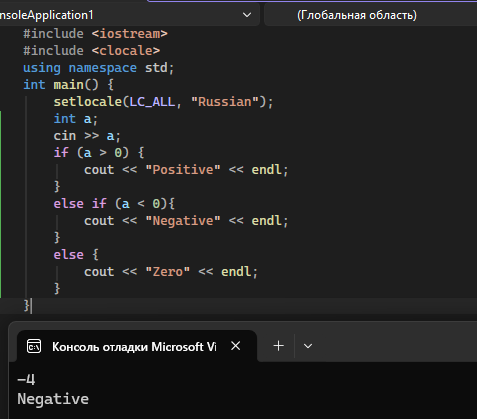 nsoleApplication1
(Глобальная область)
#include <iostream>
#include <clocale>
using namespace std;
int main() {
    setlocale(LC_ALL, "Russian");
    int a;
    cin >> a;
    if (a > 0) {
        cout << "Positive" << endl;
    }
    else if (a < 0){
        cout << "Negative" << endl;
    }
    else {
        cout << "Zero" << endl;
    }
}
Консоль отладки Microsoft Vi
-4
Negative